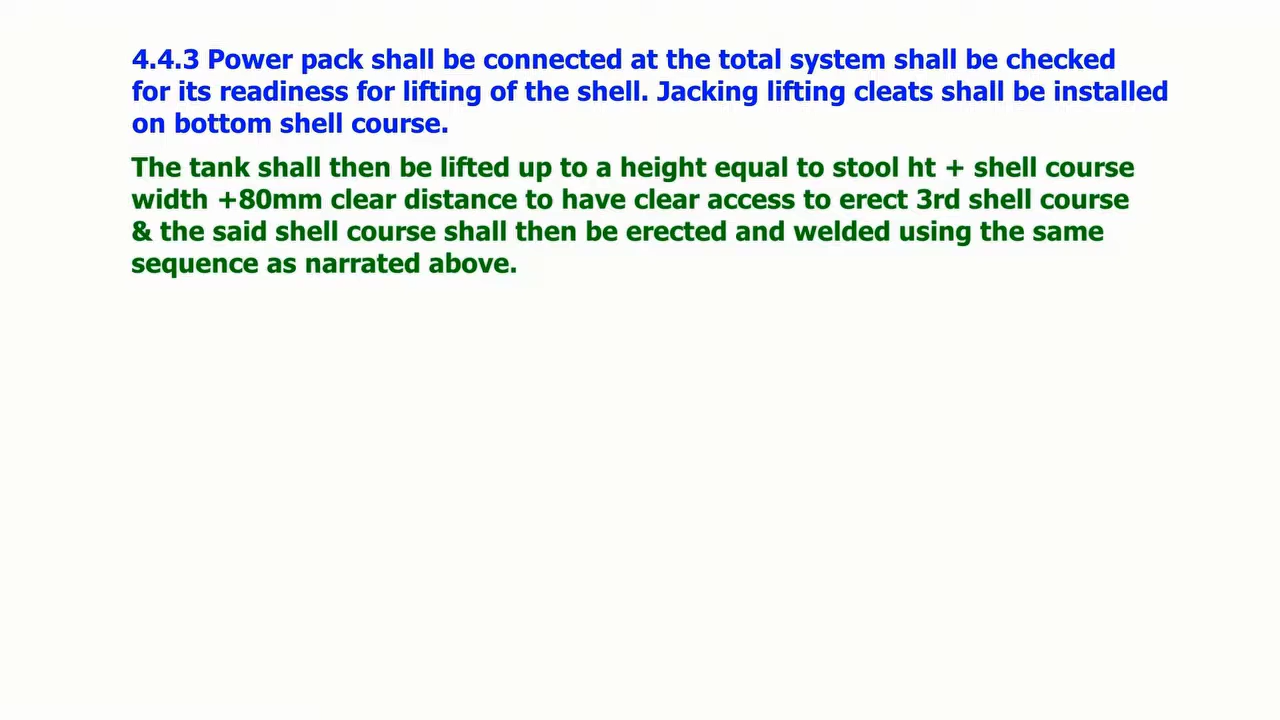 4.4.3 Power pack shall be connected at the total system shall be checked
for its readiness for lifting of the shell. Jacking lifting cleats shall be installed
on bottom shell course.
The tank shall then be lifted up to a height equal to stool ht + shell course
width +80mm clear distance to have clear access to erect 3rd shell course
& the said shell course shall then be erected and welded using the same
sequence as narrated above.